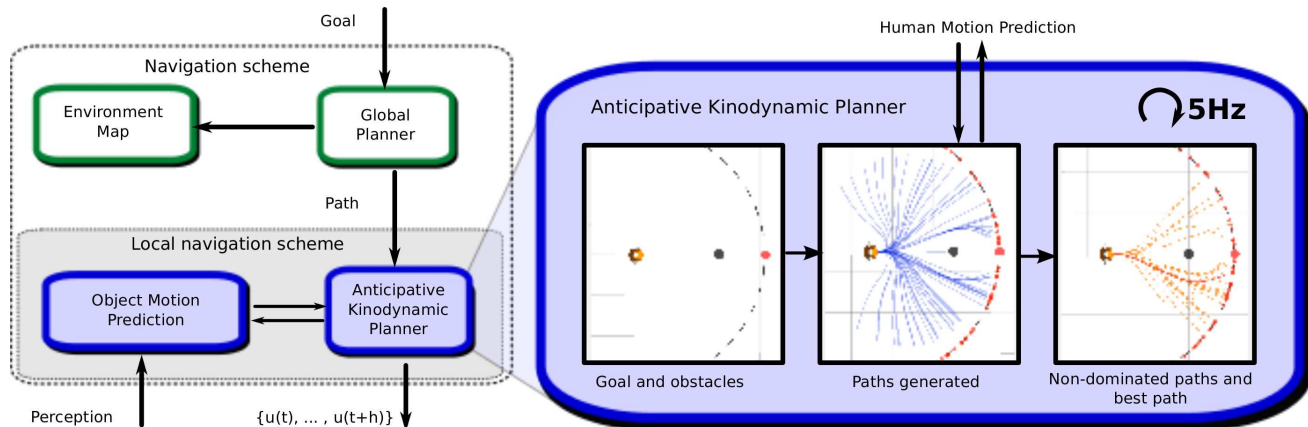 Goal
Navigation scheme
Environment
Map
Global
Planner
Path
Local navigation scheme
Object Motion
Prediction
Anticipative
Kinodynamic
Planner
Perception
{u(t), ... , u(t+h)}
Human Motion Prediction
Anticipative Kinodynamic Planner
5Hz
Goal and obstacles
Paths generated
Non-dominated paths and
best path